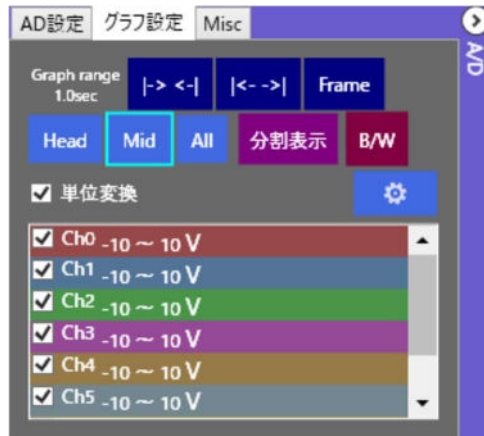 AD設定 グラフ設定 Misc
A/D
Graph range
1.0sec
|-> <-| |<- ->| Frame
Head Mid All 分割表示 B/W
単位変換
Ch0 -10 ~ 10 V
Ch1 -10 ~ 10 V
Ch2 -10 ~ 10 V
Ch3 -10 ~ 10 V
Ch4 -10 ~ 10 V
Ch5 -10 ~ 10 V